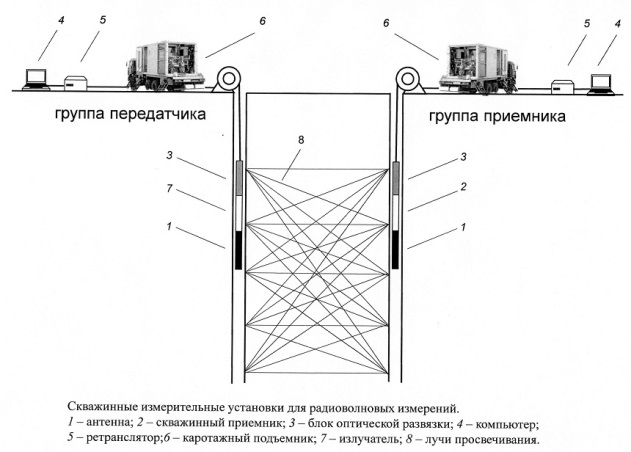 4
5
6
6
5
4
группа передатчика
группа приемника
8
3
3
7
2
1
1
Скважинные измерительные установки для радиоволновых измерений.
1 – антенна; 2 – скважинный приемник; 3 – блок оптической развязки; 4 – компьютер;
5 – ретранслятор;6 – каротажный подъемник; 7 – излучатель; 8 – лучи просвечивания.